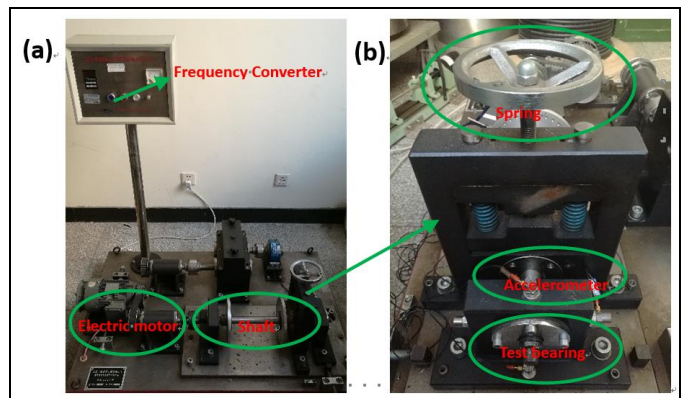 (a)
Frequency Converter
Electric motor
Shaft
(b)
Spring
Accelerometer
Test bearing